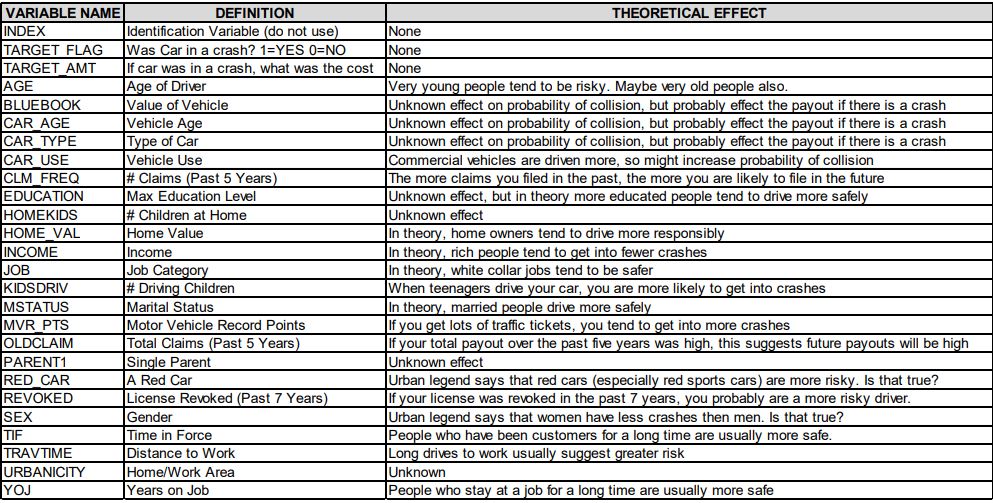 VARIABLE NAME DEFINITION THEORETICAL EFFECT
INDEX Identification Variable (do not use) None
TARGET_FLAG Was Car in a crash? 1=YES 0=NO None
TARGET_AMT If car was in a crash, what was the cost None
AGE Age of Driver Very young people tend to be risky. Maybe very old people also.
BLUEBOOK Value of Vehicle Unknown effect on probability of collision, but probably effect the payout if there is a crash
CAR_AGE Vehicle Age Unknown effect on probability of collision, but probably effect the payout if there is a crash
CAR_TYPE Type of Car Unknown effect on probability of collision, but probably effect the payout if there is a crash
CAR_USE Vehicle Use Commercial vehicles are driven more, so might increase probability of collision
CLM_FREQ # Claims (Past 5 Years) The more claims you filed in the past, the more you are likely to file in the future
EDUCATION Max Education Level Unknown effect, but in theory more educated people tend to drive more safely
HOMEKIDS # Children at Home Unknown effect
HOME_VAL Home Value In theory, home owners tend to drive more responsibly
INCOME Income In theory, rich people tend to get into fewer crashes
JOB Job Category In theory, white collar jobs tend to be safer
KIDSDRIV # Driving Children When teenagers drive your car, you are more likely to get into crashes
MSTATUS Marital Status In theory, married people drive more safely
MVR_PTS Motor Vehicle Record Points If you get lots of traffic tickets, you tend to get into more crashes
OLDCLAIM Total Claims (Past 5 Years) If your total payout over the past five years was high, this suggests future payouts will be high
PARENT1 Single Parent Unknown effect
RED_CAR A Red Car Urban legend says that red cars (especially red sports cars) are more risky. Is that true?
REVOKED License Revoked (Past 7 Years) If your license was revoked in the past 7 years, you probably are a more risky driver.
SEX Gender Urban legend says that women have less crashes then men. Is that true?
TIF Time in Force People who have been customers for a long time are usually more safe.
TRAVTIME Distance to Work Long drives to work usually suggest greater risk
URBANICITY Home/Work Area Unknown
YOJ Years on Job People who stay at a job for a long time are usually more safe